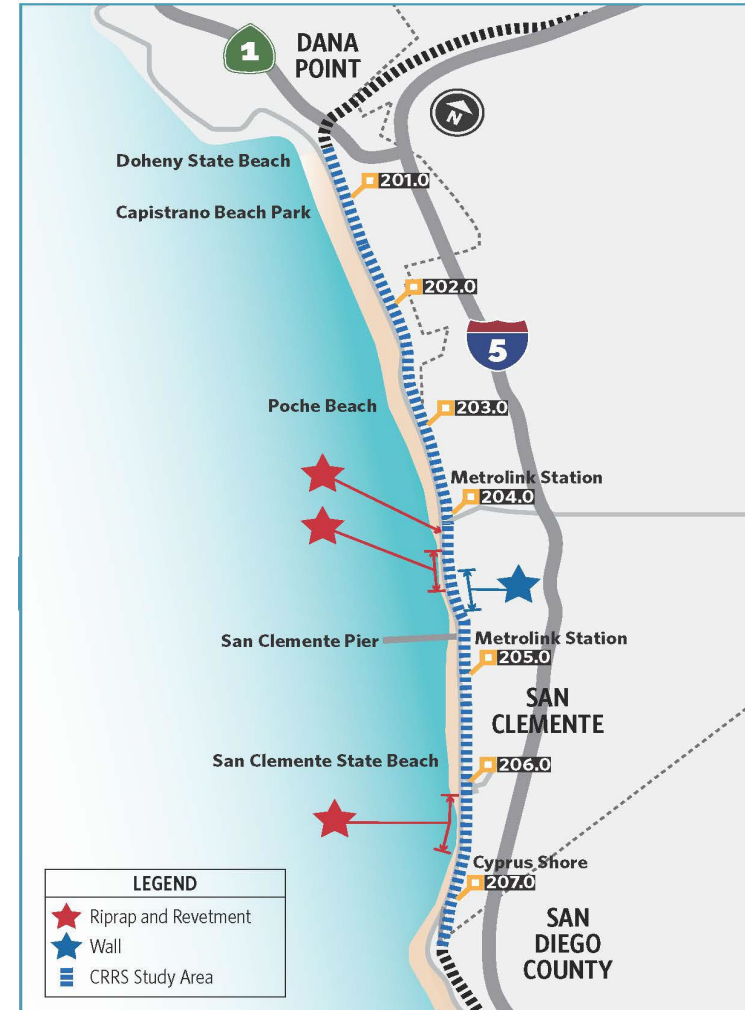 1
DANA
POINT
N
Doheny State Beach
201.0
Capistrano Beach Park
202.0
5
Poche Beach
203.0
Metrolink Station
204.0
San Clemente Pier
Metrolink Station
205.0
SAN
CLEMENTE
San Clemente State Beach
206.0
Cyprus Shore
207.0
SAN
DIEGO
COUNTY
LEGEND
Riprap and Revetment
Wall
CRRS Study Area